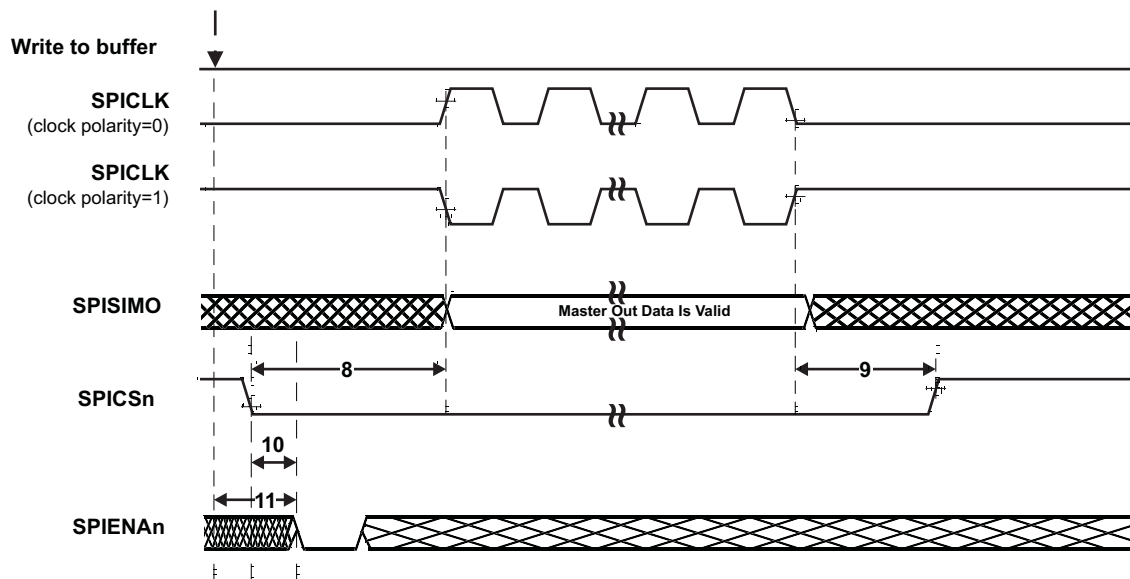 Write to buffer
SPICLK
(clock polarity=0)
SPICLK
(clock polarity=1)
SPISIMO
Master Out Data Is Valid
8
9
SPICSn
10
11
SPIENAn